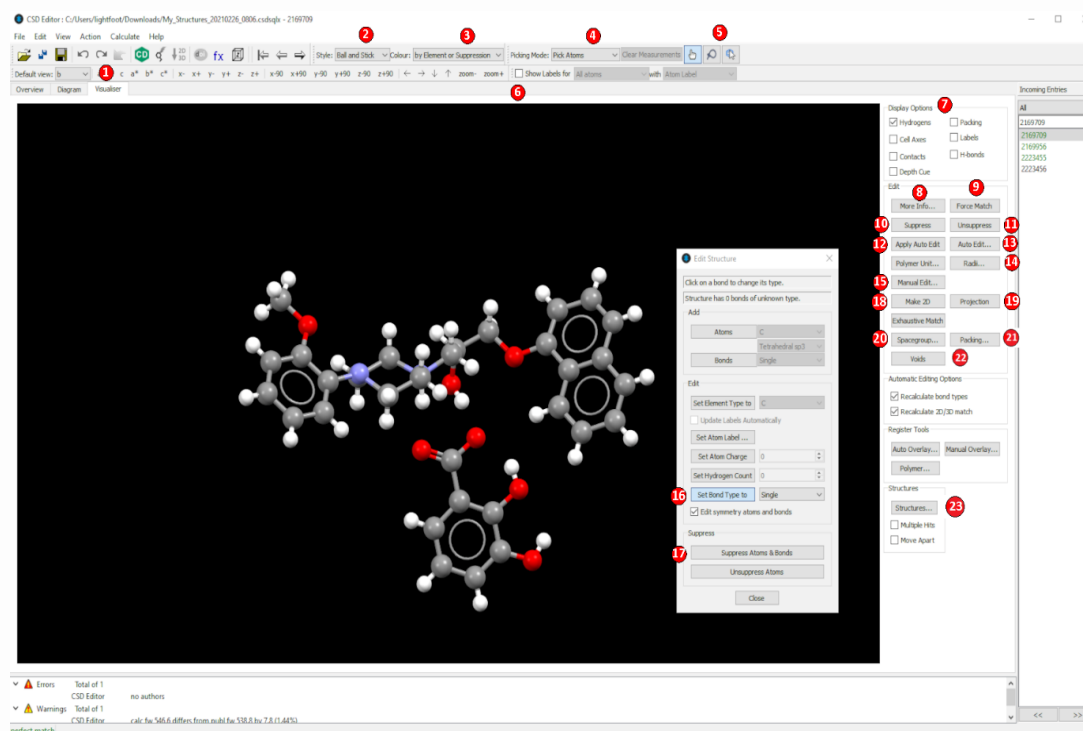 CSD Editor : C:/Users/lightfoot/Downloads/My_Structures_20210226_0806.csdsqlx - 2169709
File Edit View Action Calculate Help
2 3 4 5
Style: Ball and Stick Colour: by Element or Suppression Picking Mode: Pick Atoms Clear Measurements
Default view: b 1 c a* b* c* x- x+ y- y+ z- z+ x-90 x+90 y-90 y+90 z-90 z+90 ← → ↓ ↑ zoom- zoom+ Show Labels for All atoms with Atom Label
Overview Diagram Visualiser
6
Incoming Entries
All
2169709
2169709
2169956
2223455
2223456
Display Options 7
Hydrogens Packing
Cell Axes Labels
Contacts H-bonds
Depth Cue
Edit
8 9
More Info... Force Match
10 Suppress Unsuppress 11
12 Apply Auto Edit Auto Edit... 13
Polymer Unit... Radii... 14
15 Manual Edit...
18 Make 2D Projection 19
Exhaustive Match
20 Spacegroup... Packing... 21
Voids 22
Automatic Editing Options
Recalculate bond types
Recalculate 2D/3D match
Register Tools
Auto Overlay... Manual Overlay...
Polymer...
Structures
Structures... 23
Multiple Hits
Move Apart
Edit Structure
Click on a bond to change its type.
Structure has 0 bonds of unknown type.
Add
Atoms C
Tetrahedral sp3
Bonds Single
Edit
Set Element Type to C
Update Labels Automatically
Set Atom Label ...
Set Atom Charge 0
Set Hydrogen Count 0
16 Set Bond Type to Single
Edit symmetry atoms and bonds
Suppress
17 Suppress Atoms & Bonds
Unsuppress Atoms
Close
Errors Total of 1
CSD Editor no authors
Warnings Total of 1
CSD Editor calc fw 546.6 differs from publ fw 538.8 by 7.8 (1.44%)
<< >>
perfect match